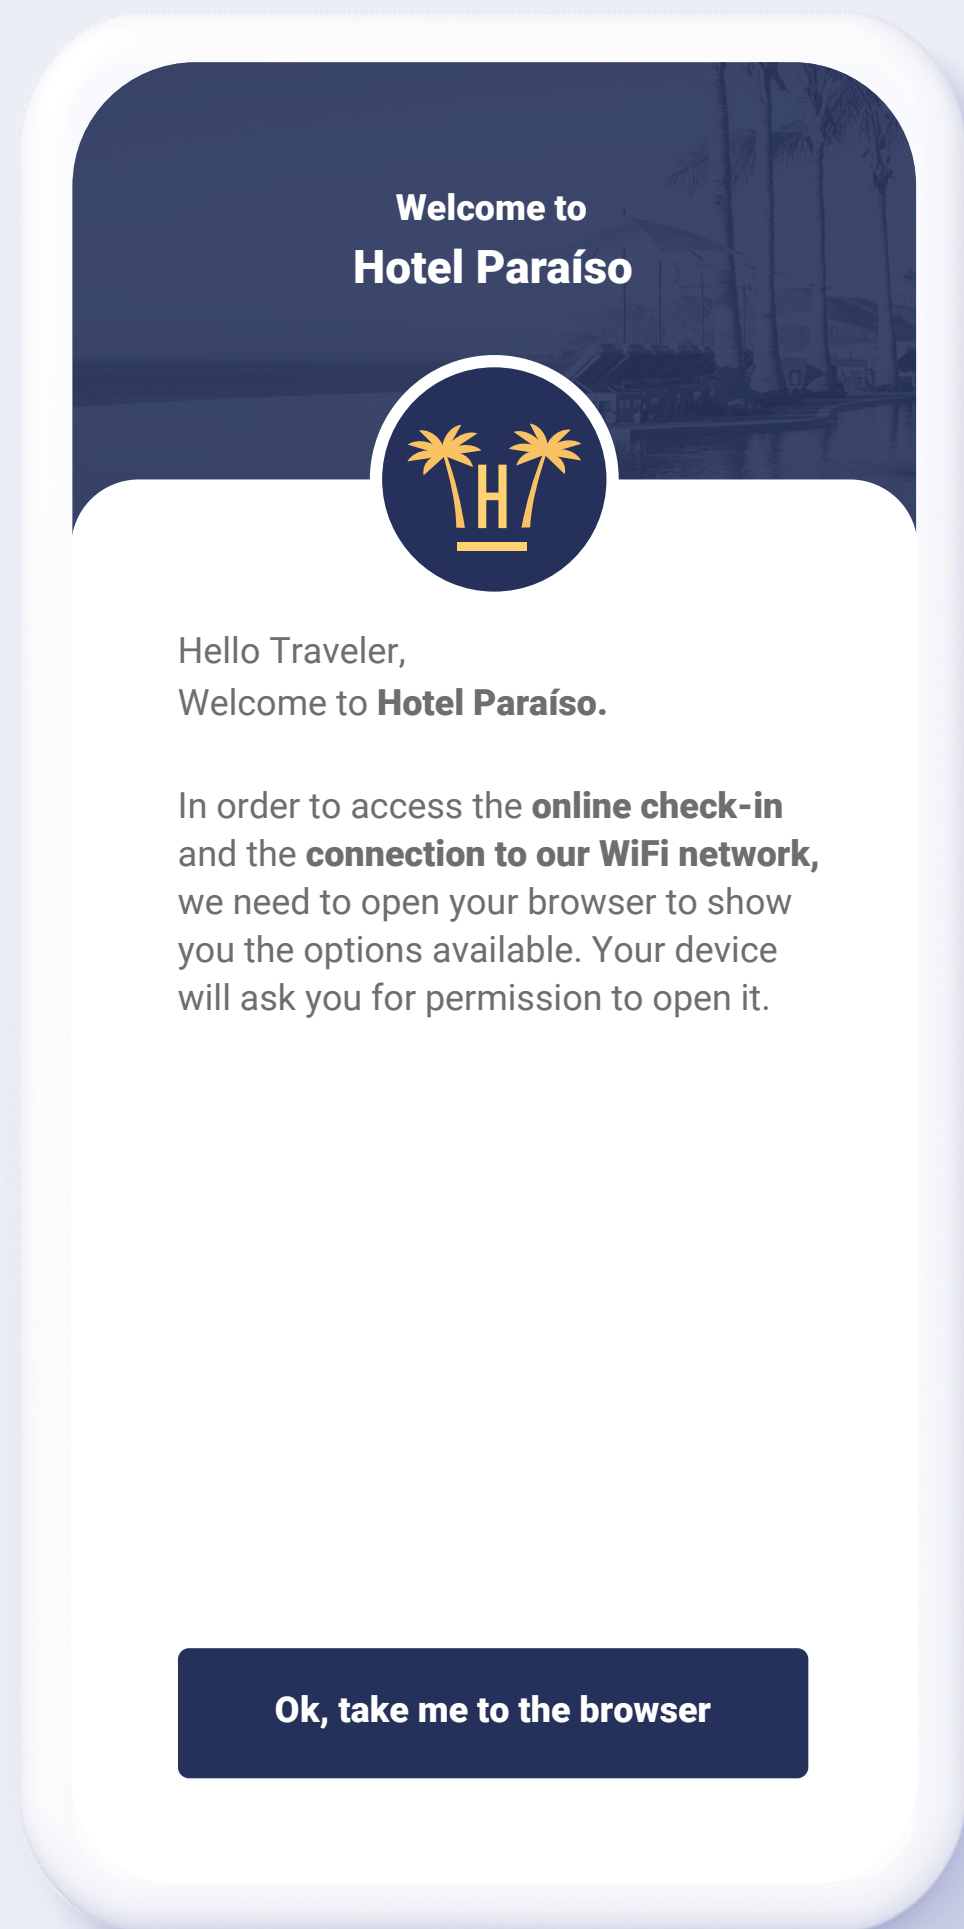 Welcome to
Hotel Paraíso
H
Hello Traveler,
Welcome to Hotel Paraíso.
In order to access the online check-in
and the connection to our WiFi network,
we need to open your browser to show
you the options available. Your device
will ask you for permission to open it.
Ok, take me to the browser